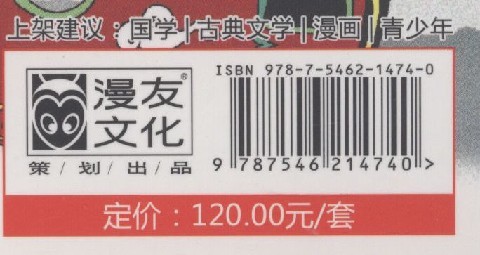 上架建议：国学|古典文学|漫画|青少年
ISBN 978-7-5462-1474-0
漫友®
文化
策/划/出/品
9 787546 214740 >
定价：120.00元/套